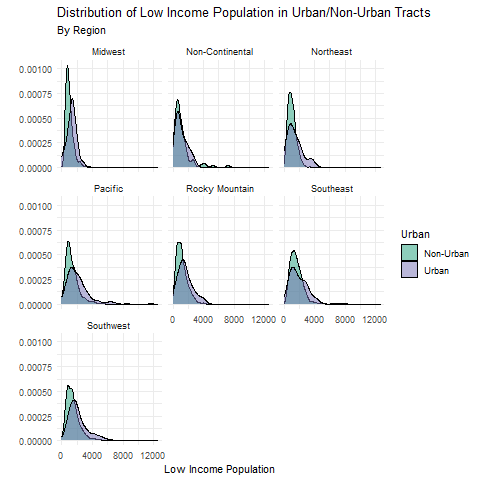 Distribution of Low Income Population in Urban/Non-Urban Tracts
By Region
Midwest
Non-Continental
Northeast
0.00100
0.00075
0.00050
0.00025
0.00000
Pacific
Rocky Mountain
Southeast
0.00100
0.00075
0.00050
0.00025
0.00000
0 4000 8000 12000
0 4000 8000 12000
Southwest
0.00100
0.00075
0.00050
0.00025
0.00000
0 4000 8000 12000
Low Income Population
Urban
Non-Urban
Urban